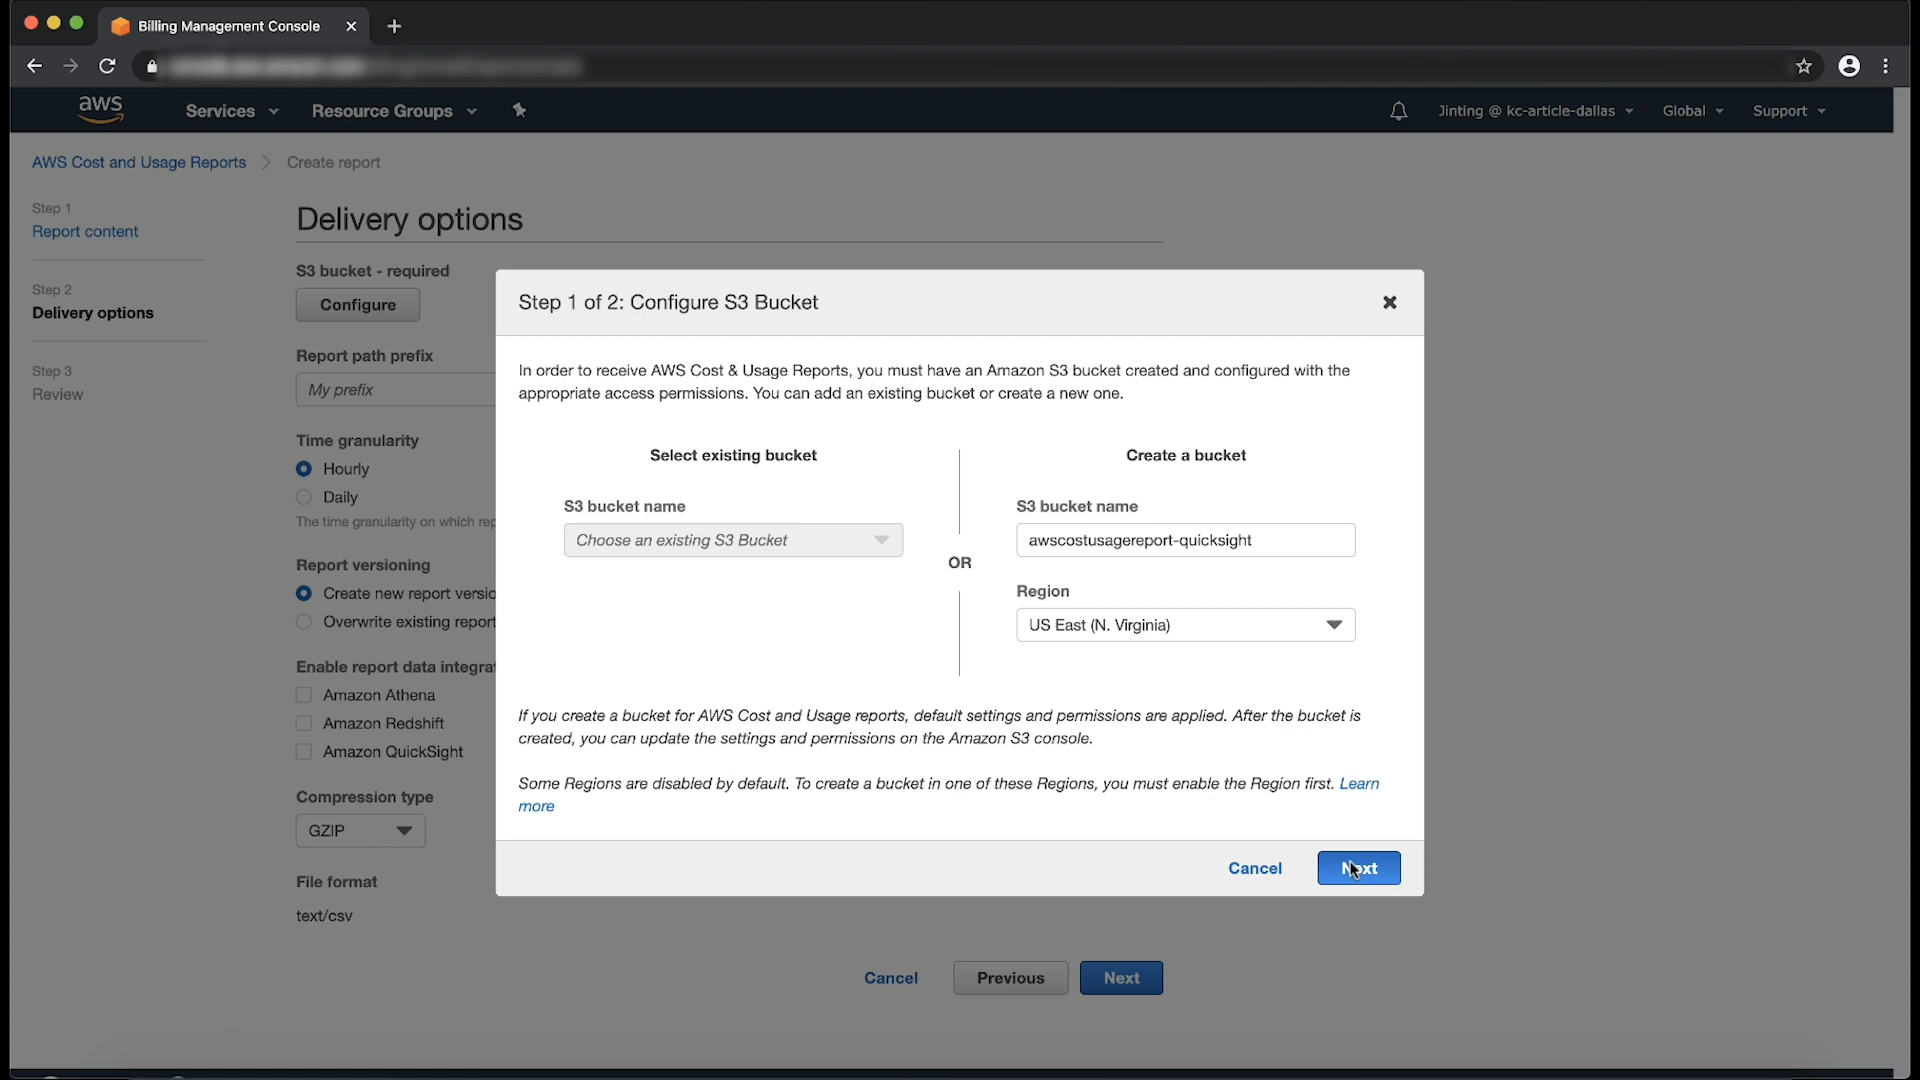 Billing Management Console
aws
Services
Resource Groups
Jinting @ kc-article-dallas
Global
Support
AWS Cost and Usage Reports
Create report
Step 1
Report content
Step 2
Delivery options
Step 3
Review
Delivery options
S3 bucket - required
Configure
Report path prefix
My prefix
Time granularity
Hourly
Daily
The time granularity on which
Report versioning
Create new report
Overwrite existing report
Enable report data
Amazon Athena
Amazon Redshift
Amazon QuickSight
Compression type
GZIP
File format
text/csv
Cancel
Previous
Next
Step 1 of 2: Configure S3 Bucket
In order to receive AWS Cost & Usage Reports, you must have an Amazon S3 bucket created and configured with the
appropriate access permissions. You can add an existing bucket or create a new one.
Select existing bucket
S3 bucket name
Choose an existing S3 Bucket
OR
Create a bucket
S3 bucket name
awscostusagereport-quicksight
Region
US East (N. Virginia)
If you create a bucket for AWS Cost and Usage reports, default settings and permissions are applied. After the bucket is
created, you can update the settings and permissions on the Amazon S3 console.
Some Regions are disabled by default. To create a bucket in one of these Regions, you must enable the Region first. Learn
more
Cancel
Next